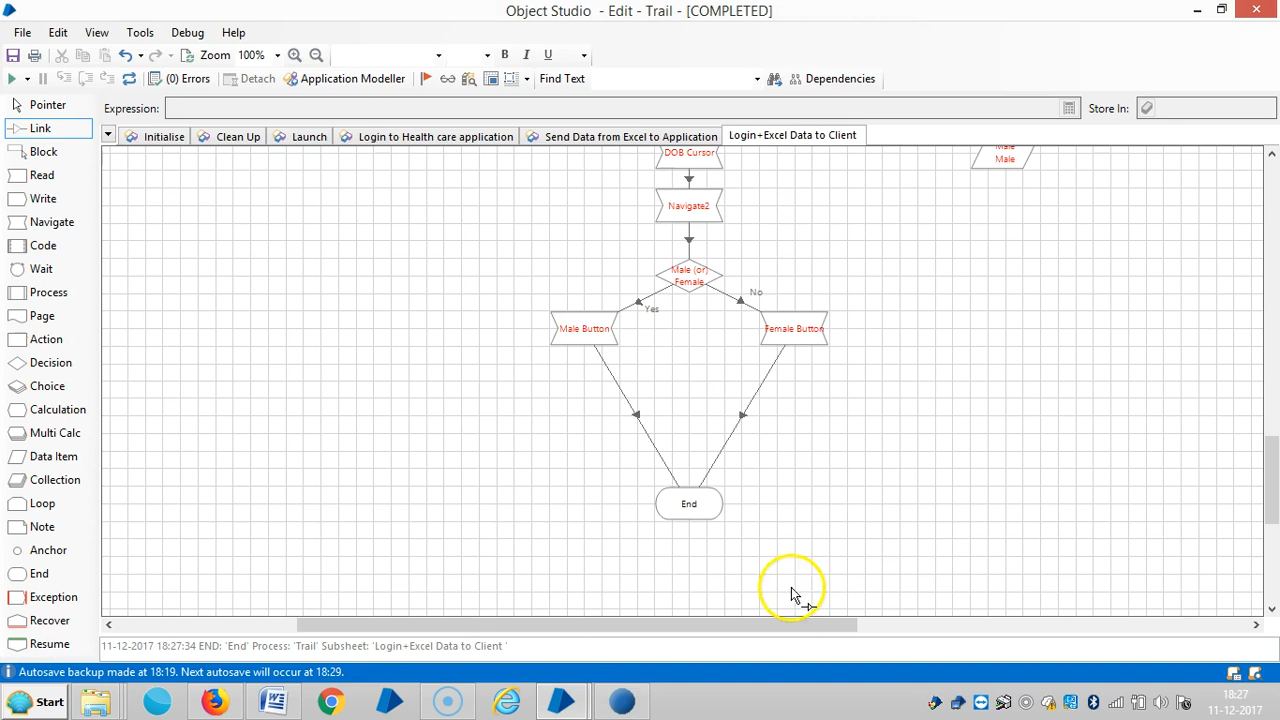 Object Studio - Edit - Trail - [COMPLETED]
File Edit View Tools Debug Help
Zoom 100% B I U
(0) Errors Detach Application Modeller Find Text Dependencies
Pointer
Expression: Store In:
Link
Initialise Clean Up Launch Login to Health care application Send Data from Excel to Application Login+Excel Data to Client
Block
DOB Cursor
Male
Male
Read
Write
Navigate2
Navigate
Code
Wait
Male (or)
Female
Process
No
Yes
Page
Male Button Female Button
Action
Decision
Choice
Calculation
Multi Calc
Data Item
Collection
Loop
End
Note
Anchor
End
Exception
Recover
Resume
11-12-2017 18:27:34 END: 'End' Process: 'Trail' Subsheet: 'Login+Excel Data to Client '
Autosave backup made at 18:19. Next autosave will occur at 18:29.
Start
18:27
11-12-2017